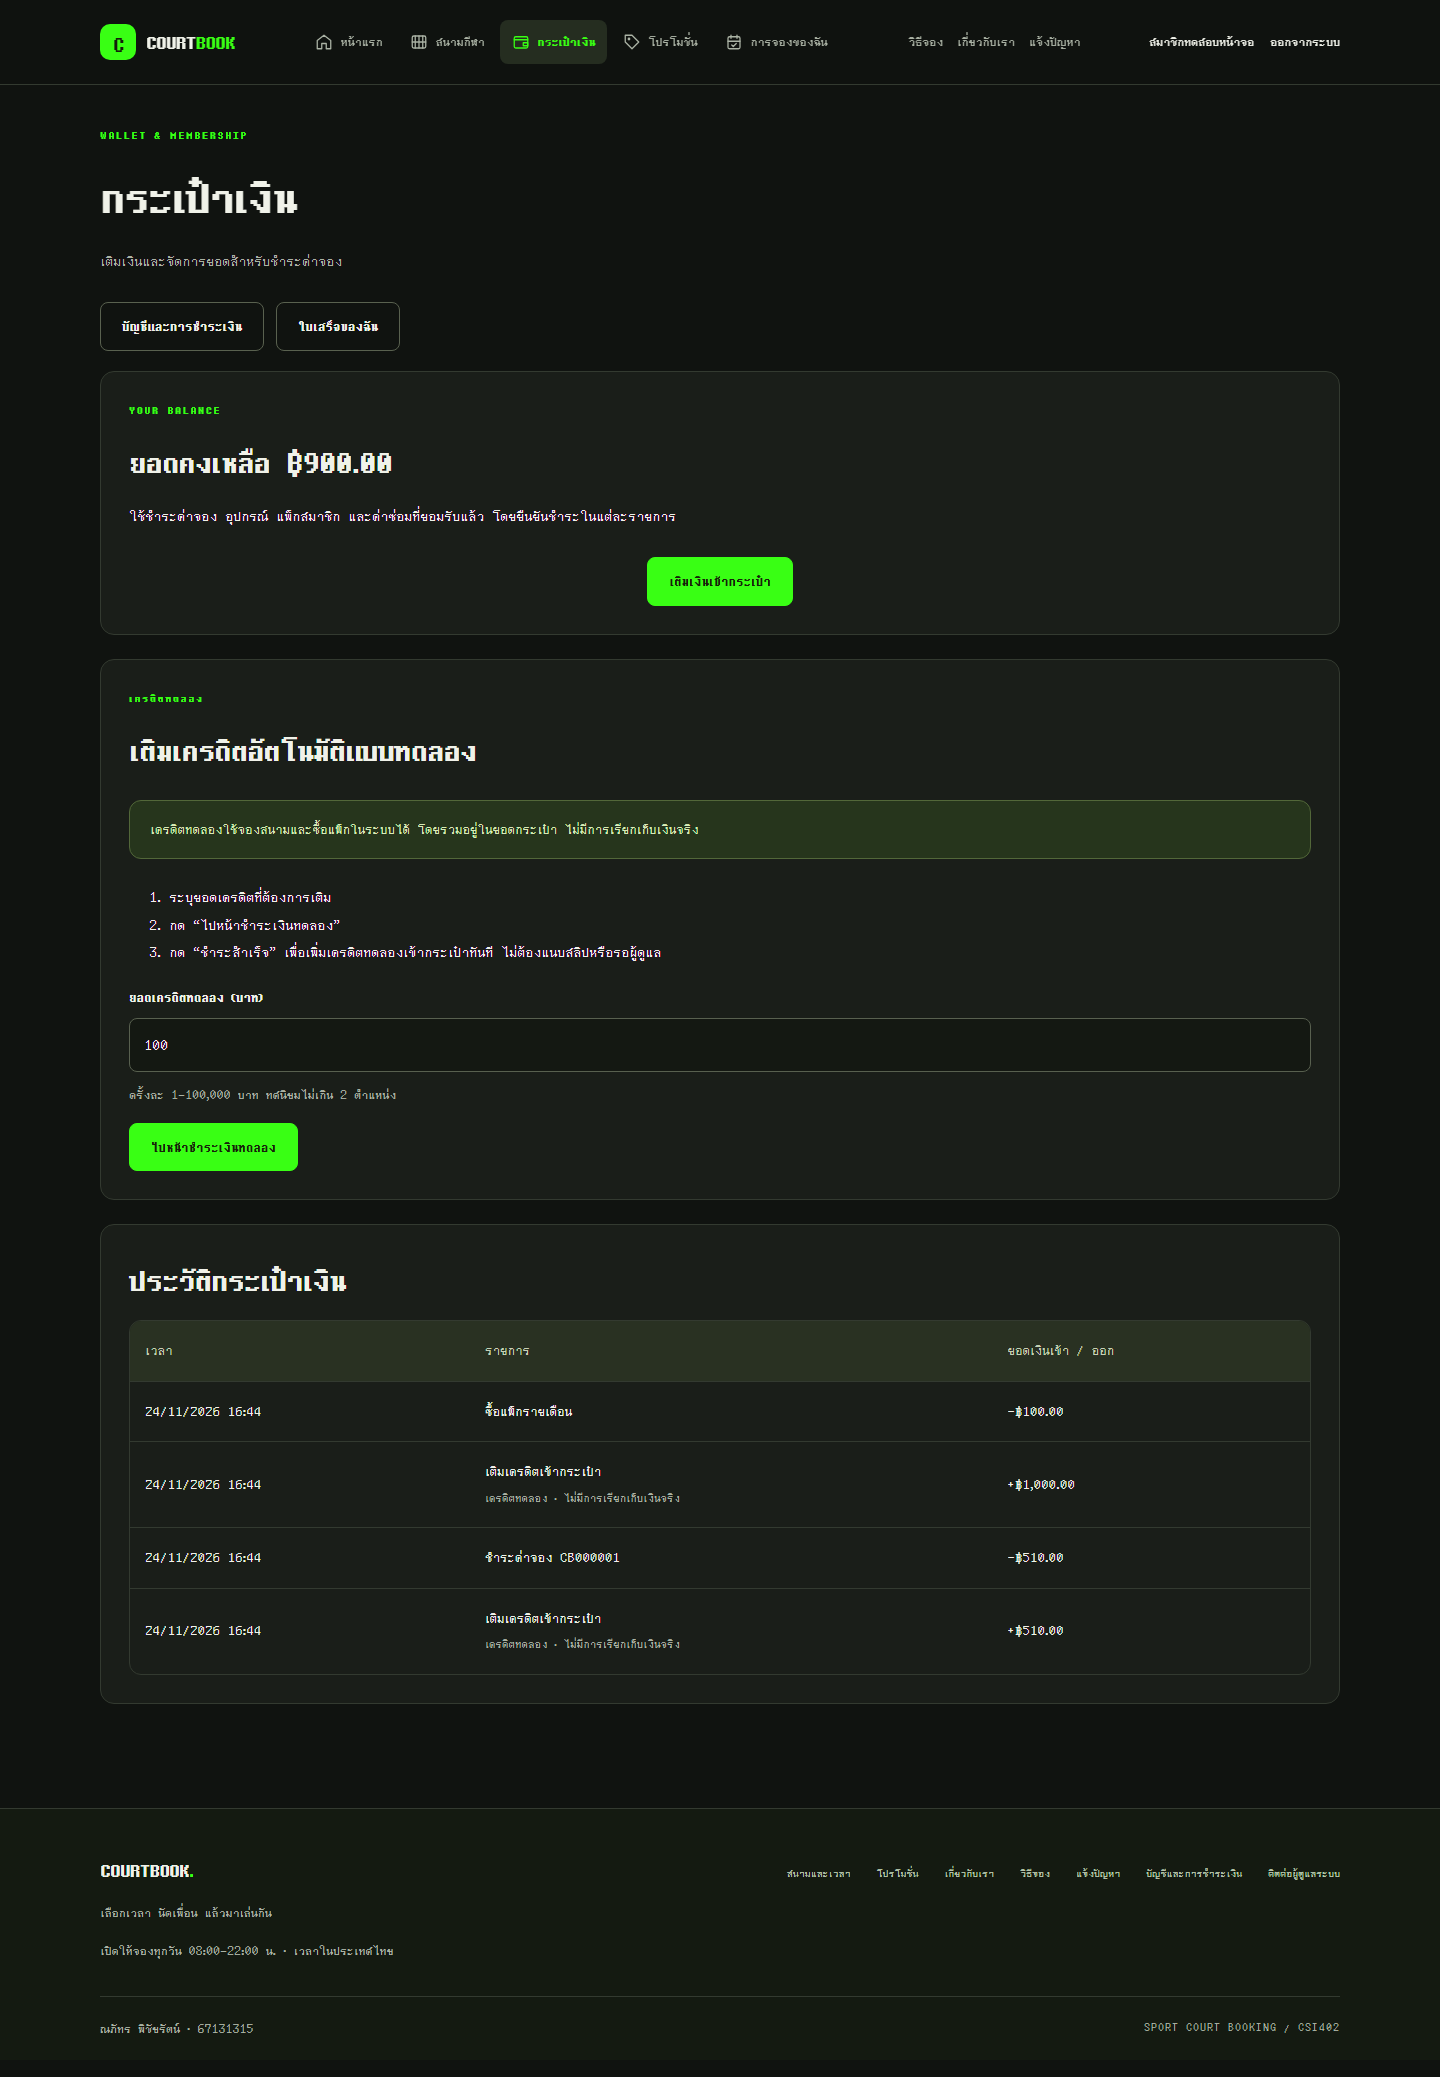 C COURTBOOK หน้าแรก สนามกีฬา กระเป๋าเงิน โปรโมชั่น การจองของฉัน วิธีจอง เกี่ยวกับเรา แจ้งปัญหา สมาชิกทดสอบหน้าจอ ออกจากระบบ
WALLET & MEMBERSHIP
กระเป๋าเงิน
เติมเงินและจัดการยอดสำหรับชำระค่าจอง
บัญชีและการชำระเงิน ใบเสร็จของฉัน
YOUR BALANCE
ยอดคงเหลือ ฿900.00
ใช้ชำระค่าจอง อุปกรณ์ แพ็กสมาชิก และค่าซ่อมที่ยอมรับแล้ว โดยยืนยันชำระในแต่ละรายการ
เติมเงินเข้ากระเป๋า
เครดิตทดลอง
เติมเครดิตอัตโนมัติแบบทดลอง
เครดิตทดลองใช้จองสนามและซื้อแพ็กในระบบได้ โดยรวมอยู่ในยอดกระเป๋า ไม่มีการเรียกเก็บเงินจริง
1. ระบุยอดเครดิตที่ต้องการเติม
2. กด “ไปหน้าชำระเงินทดลอง”
3. กด “ชำระสำเร็จ” เพื่อเพิ่มเครดิตทดลองเข้ากระเป๋าทันที ไม่ต้องแนบสลิปหรือรอผู้ดูแล
ยอดเครดิตทดลอง (บาท)
100
ครั้งละ 1–100,000 บาท ทศนิยมไม่เกิน 2 ตำแหน่ง
ไปหน้าชำระเงินทดลอง
ประวัติกระเป๋าเงิน
เวลา รายการ ยอดเงินเข้า / ออก
24/11/2026 16:44 ซื้อแพ็กรายเดือน -฿100.00
24/11/2026 16:44 เติมเครดิตเข้ากระเป๋า +฿1,000.00
เครดิตทดลอง · ไม่มีการเรียกเก็บเงินจริง
24/11/2026 16:44 ชำระค่าจอง CB000001 -฿510.00
24/11/2026 16:44 เติมเครดิตเข้ากระเป๋า +฿510.00
เครดิตทดลอง · ไม่มีการเรียกเก็บเงินจริง
COURTBOOK. สนามและเวลา โปรโมชั่น เกี่ยวกับเรา วิธีจอง แจ้งปัญหา บัญชีและการชำระเงิน ติดต่อผู้ดูแลระบบ
เลือกเวลา นัดเพื่อน แล้วมาเล่นกัน
เปิดให้จองทุกวัน 08:00–22:00 น. · เวลาในประเทศไทย
ณภัทร พิชัยรัตน์ · 67131315 SPORT COURT BOOKING / CSI402